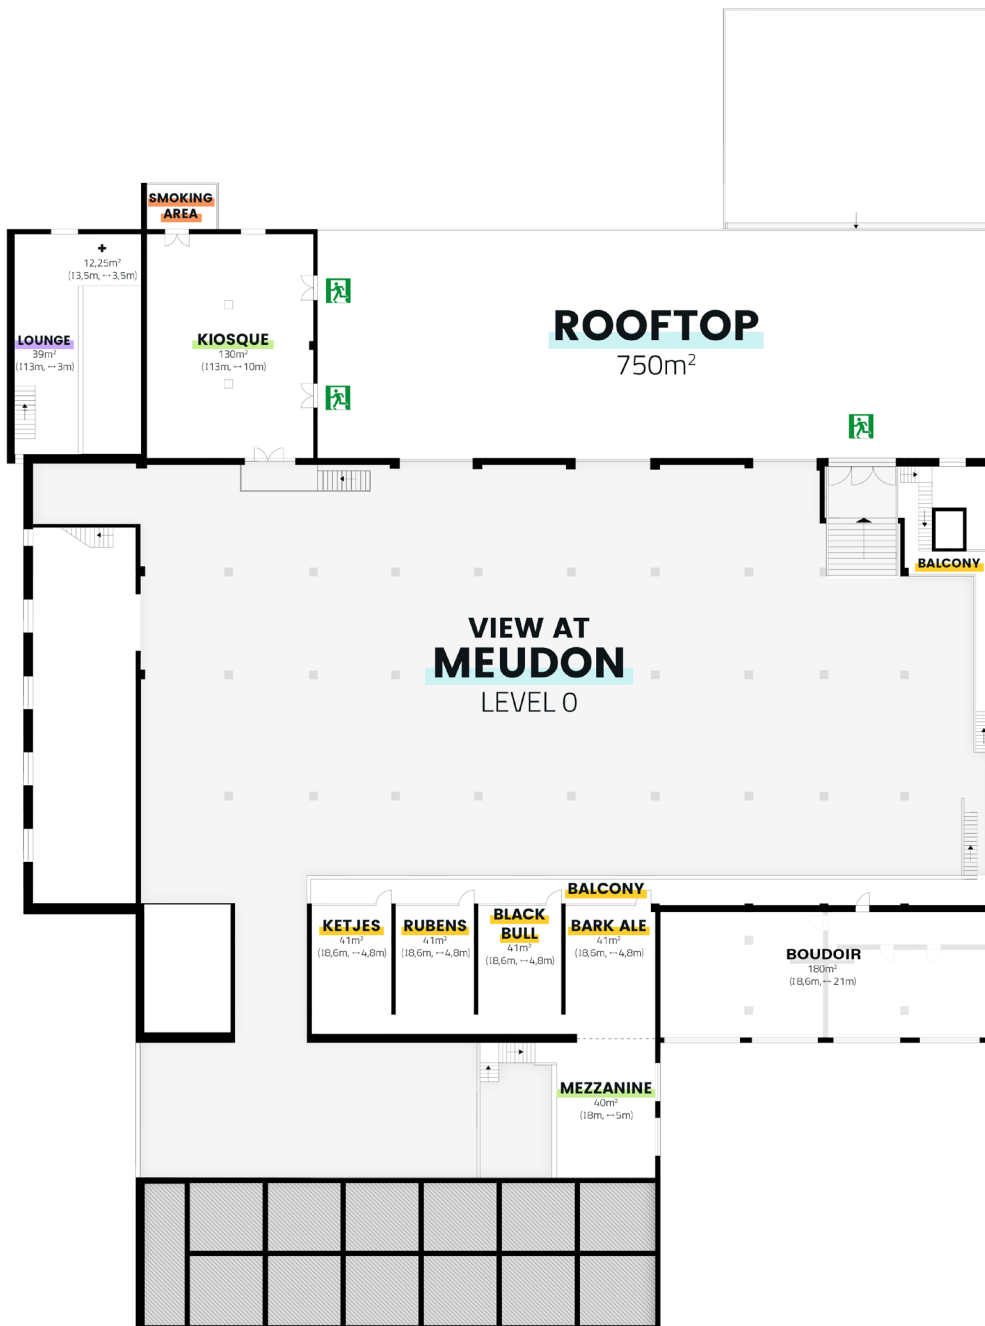 SMOKING
AREA
12,25m²
(↕3,5m, ↔3,5m)
LOUNGE
39m²
(↕13m, ↔3m)
KIOSQUE
130m²
(↕13m, ↔10m)
ROOFTOP
750m²
BALCONY
VIEW AT
MEUDON
LEVEL 0
BALCONY
KETJES
41m²
(↕8,6m, ↔4,8m)
RUBENS
41m²
(↕8,6m, ↔4,8m)
BLACK
BULL
41m²
(↕8,6m, ↔4,8m)
BARK ALE
41m²
(↕8,6m, ↔4,8m)
BOUDOIR
180m²
(↕8,6m, ↔21m)
MEZZANINE
40m²
(↕8m, ↔5m)